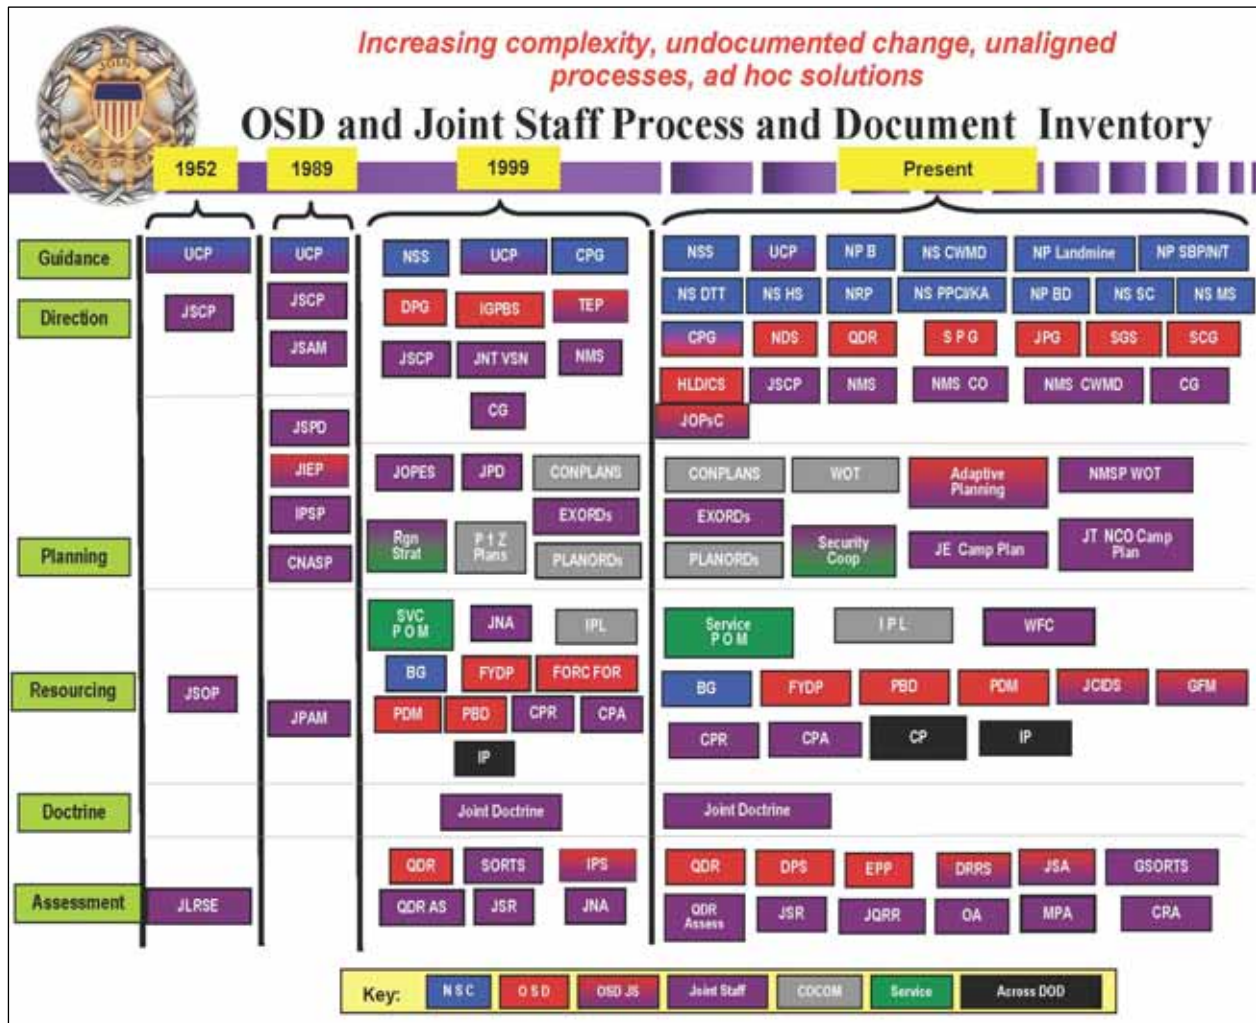 Increasing complexity, undocumented change, unaligned
processes, ad hoc solutions
OSD and Joint Staff Process and Document Inventory
JOINT
1952 1989 1999 Present
Guidance UCP UCP NSS UCP CPG NSS UCP NP B NS CWMD NP Landmine NP SBP/N/T
NS DTT NS HS NRP NS PPCI/KA NP BD NS SC NS MS
Direction JSCP JSCP DPG IGPBS TEP
CPG NDS QDR S P G JPG SGS SCG
JSAM JSCP JNT VSN NMS
HLD/CS JSCP NMS NMS CO NMS CWMD CG
CG
JOPsC
JSPD
JIEP JOPES JPD CONPLANS CONPLANS WOT Adaptive
Planning NMSP WOT
IPSP EXORDs EXORDs
Rgn
Strat P 1 Z
Plans
Planning CNASP PLANORDs PLANORDs Security
Coop JE Camp Plan JT NCO Camp
Plan
SVC
P O M JNA IPL Service
P O M I P L WFC
BG FYDP FORC FOR
Resourcing JSOP BG FYDP PBD PDM JCIDS GFM
JPAM PDM PBD CPR CPA
CPR CPA CP IP
IP
Doctrine Joint Doctrine Joint Doctrine
QDR SORTS IPS QDR DPS EPP DRRS JSA GSORTS
Assessment JLRSE QDR AS JSR JNA QDR
Assess JSR JQRR OA MPA CRA
Key: N S C O S D OSD JS Joint Staff COCOM Service Across DOD